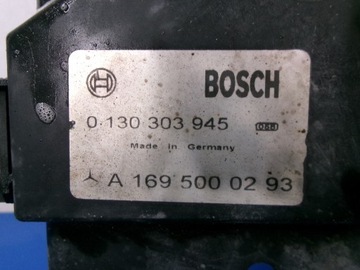 BOSCH
0 130 303 945
Made in Germany
A 169 500 02 93